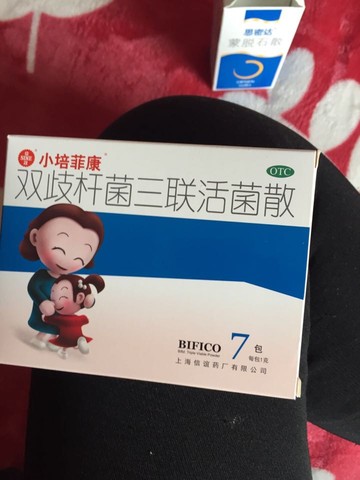 思密达
蒙脱石散
小培菲康
OTC
双歧杆菌三联活菌散
BIFICO
7包
每包1克
上海信谊药厂有限公司